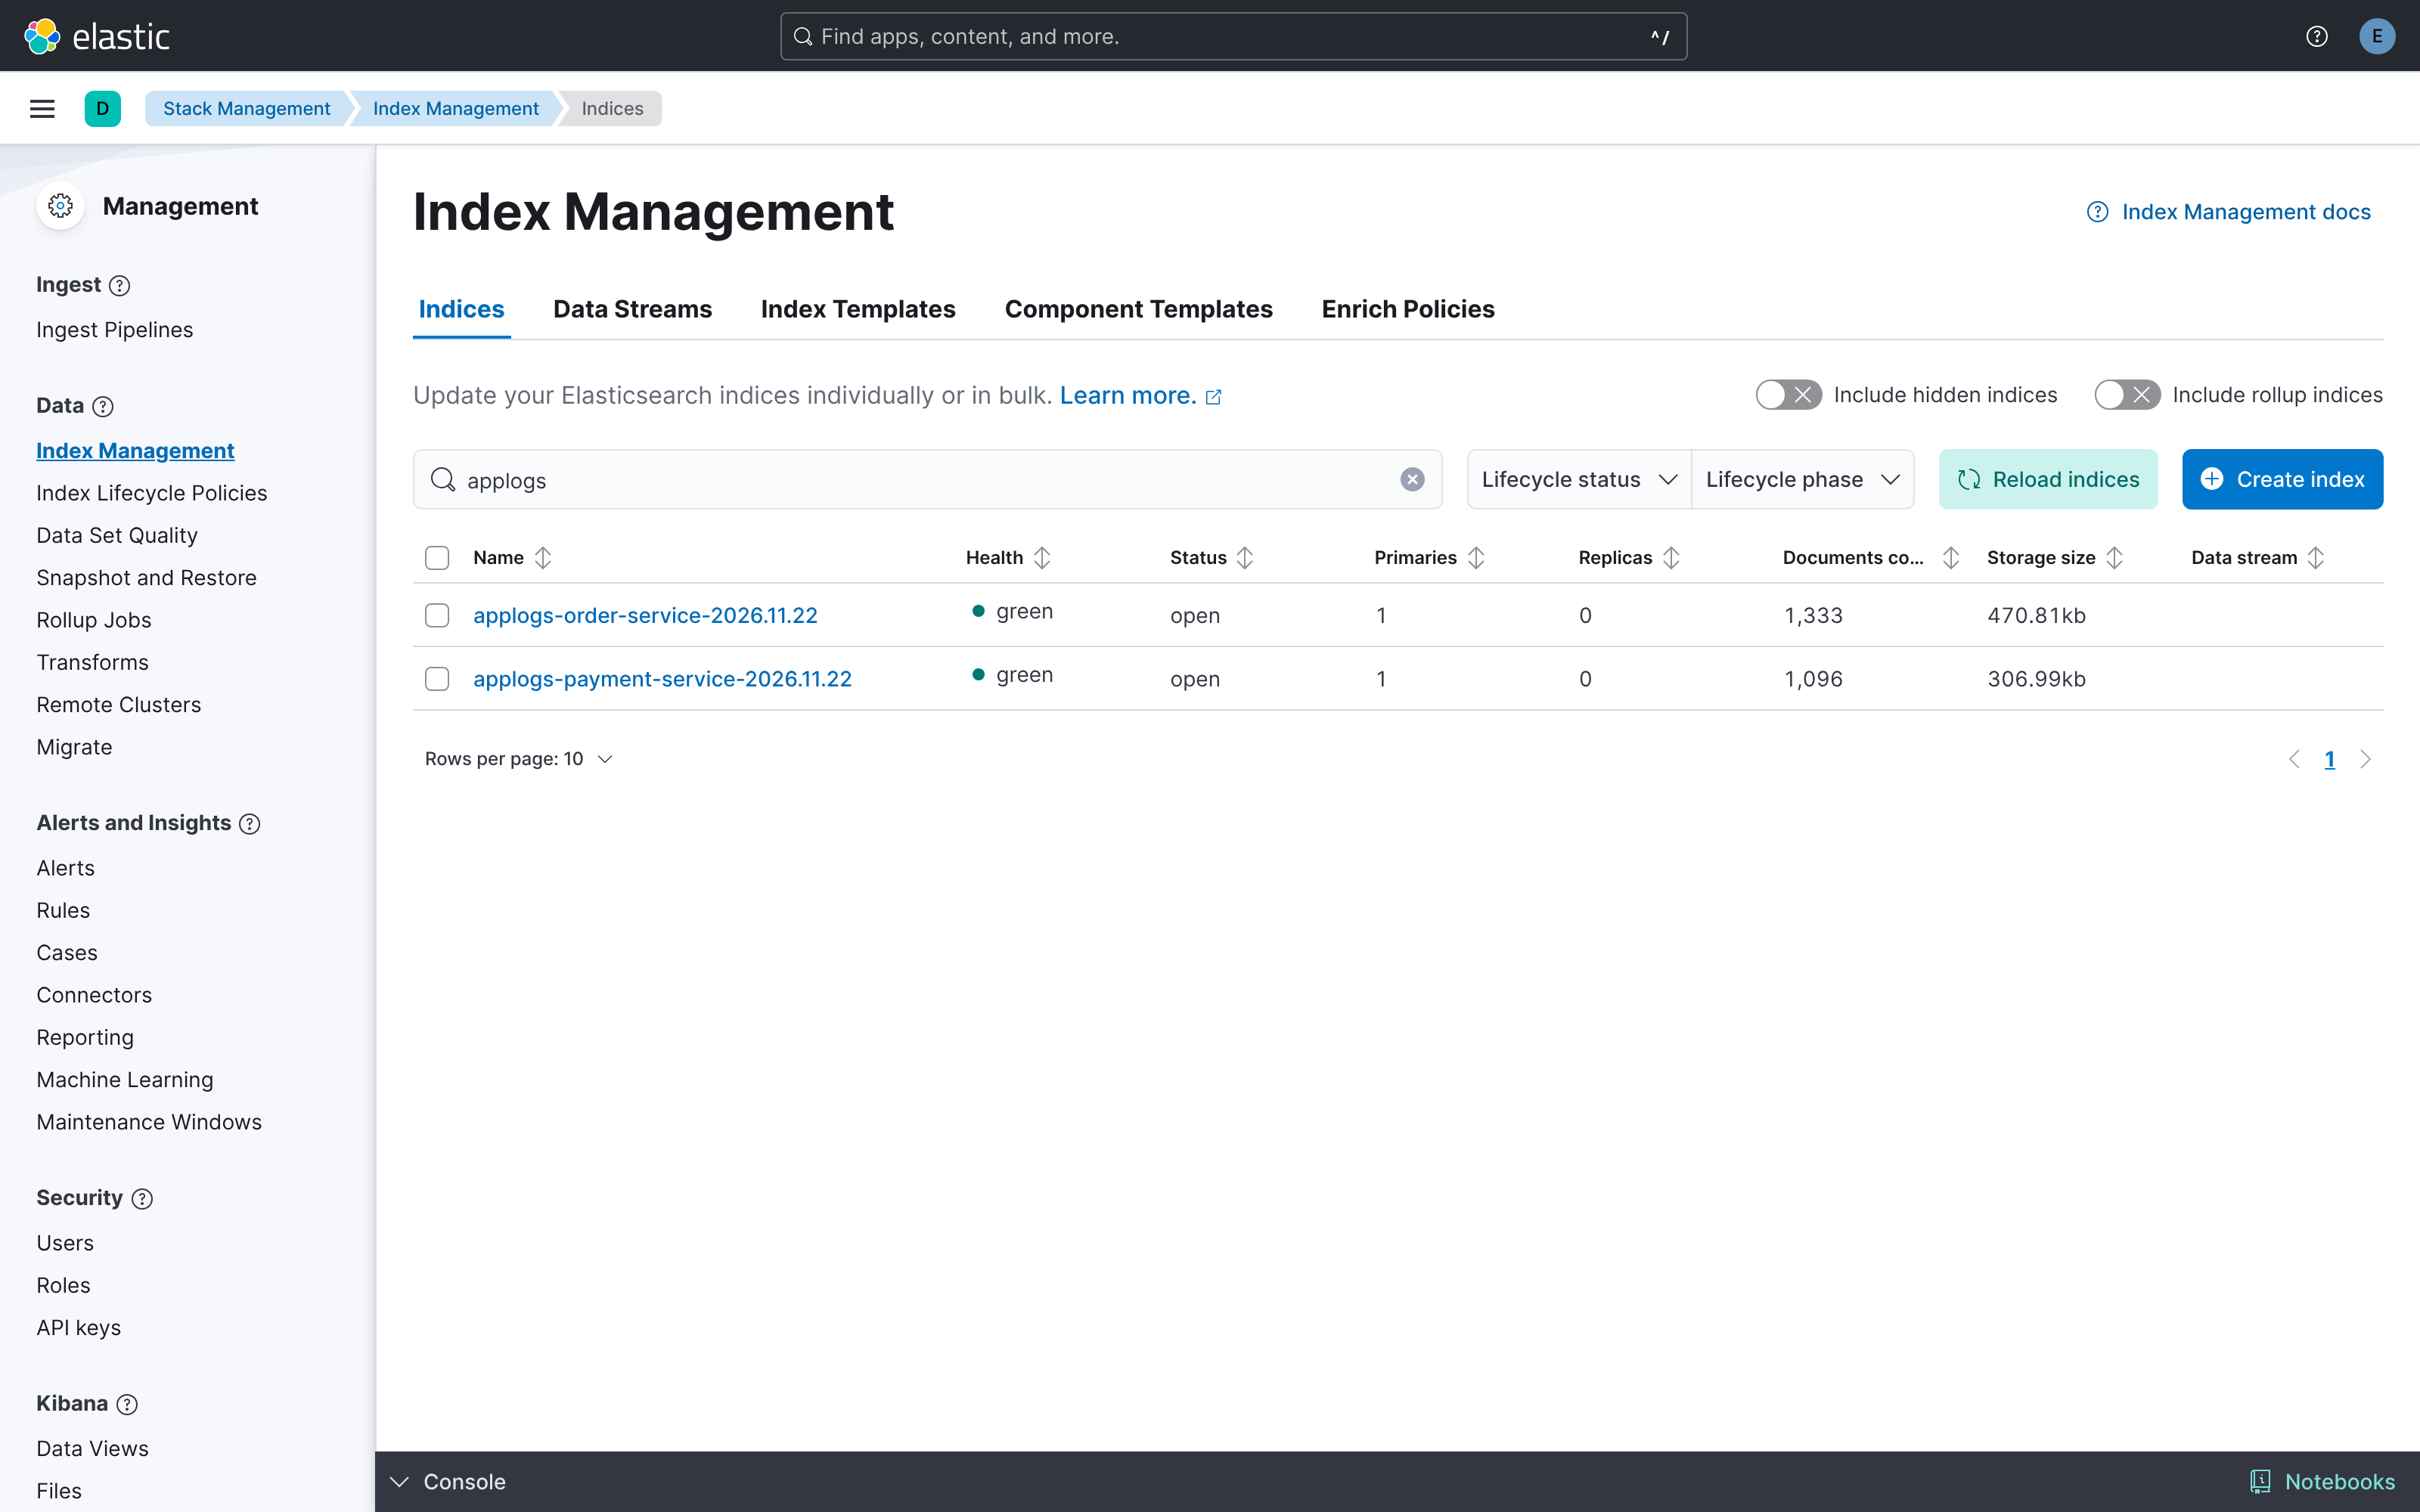 elastic
Find apps, content, and more. ^ /
E
D Stack Management Index Management Indices
Management
Ingest
Ingest Pipelines
Data
Index Management
Index Lifecycle Policies
Data Set Quality
Snapshot and Restore
Rollup Jobs
Transforms
Remote Clusters
Migrate
Alerts and Insights
Alerts
Rules
Cases
Connectors
Reporting
Machine Learning
Maintenance Windows
Security
Users
Roles
API keys
Kibana
Data Views
Files
Index Management
Index Management docs
Indices Data Streams Index Templates Component Templates Enrich Policies
Update your Elasticsearch indices individually or in bulk. Learn more.
Include hidden indices Include rollup indices
applogs
Lifecycle status Lifecycle phase Reload indices Create index
Name Health Status Primaries Replicas Documents co... Storage size Data stream
applogs-order-service-2026.11.22 green open 1 0 1,333 470.81kb
applogs-payment-service-2026.11.22 green open 1 0 1,096 306.99kb
Rows per page: 10
1
Console
Notebooks